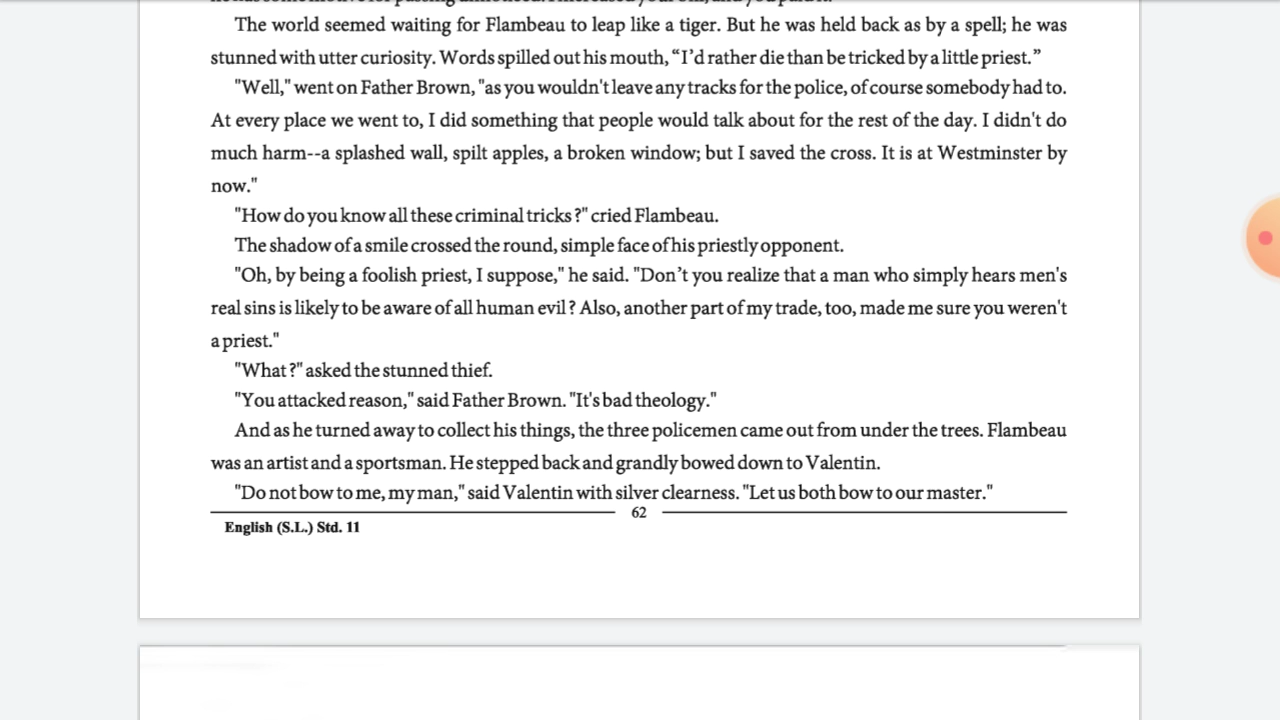 The world seemed waiting for Flambeau to leap like a tiger. But he was held back as by a spell; he was
stunned with utter curiosity. Words spilled out his mouth, “I’d rather die than be tricked by a little priest.”
"Well," went on Father Brown, "as you wouldn't leave any tracks for the police, of course somebody had to.
At every place we went to, I did something that people would talk about for the rest of the day. I didn't do
much harm--a splashed wall, spilt apples, a broken window; but I saved the cross. It is at Westminster by
now."
"How do you know all these criminal tricks ?" cried Flambeau.
The shadow of a smile crossed the round, simple face of his priestly opponent.
"Oh, by being a foolish priest, I suppose," he said. "Don’t you realize that a man who simply hears men's
real sins is likely to be aware of all human evil ? Also, another part of my trade, too, made me sure you weren't
a priest."
"What ?" asked the stunned thief.
"You attacked reason," said Father Brown. "It's bad theology."
And as he turned away to collect his things, the three policemen came out from under the trees. Flambeau
was an artist and a sportsman. He stepped back and grandly bowed down to Valentin.
"Do not bow to me, my man," said Valentin with silver clearness. "Let us both bow to our master."
62
English (S.L.) Std. 11